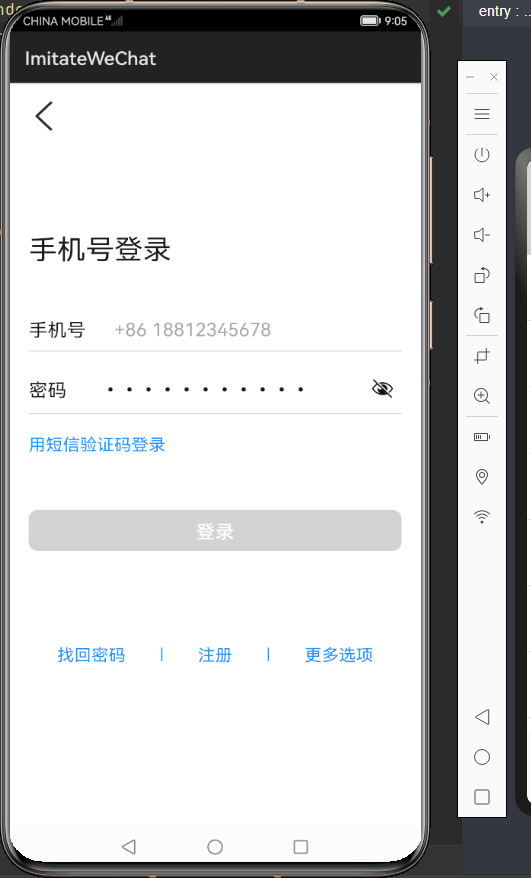 entry : ...
CHINA MOBILE 9:05
ImitateWeChat
手机号登录
手机号 +86 18812345678
密码 • • • • • • • • • • •
用短信验证码登录
登录
找回密码 | 注册 | 更多选项